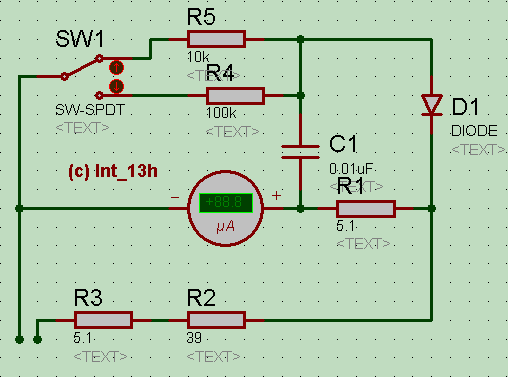 R5
SW1
10k
<TEXT>
R4
SW-SPDT
<TEXT>
100k
<TEXT>
D1
DIODE
<TEXT>
C1
0.01uF
<TEXT>
(c) Int_13h
R1
5.1
<TEXT>
− +88.8 +
µA
R3
5.1
<TEXT>
R2
39
<TEXT>